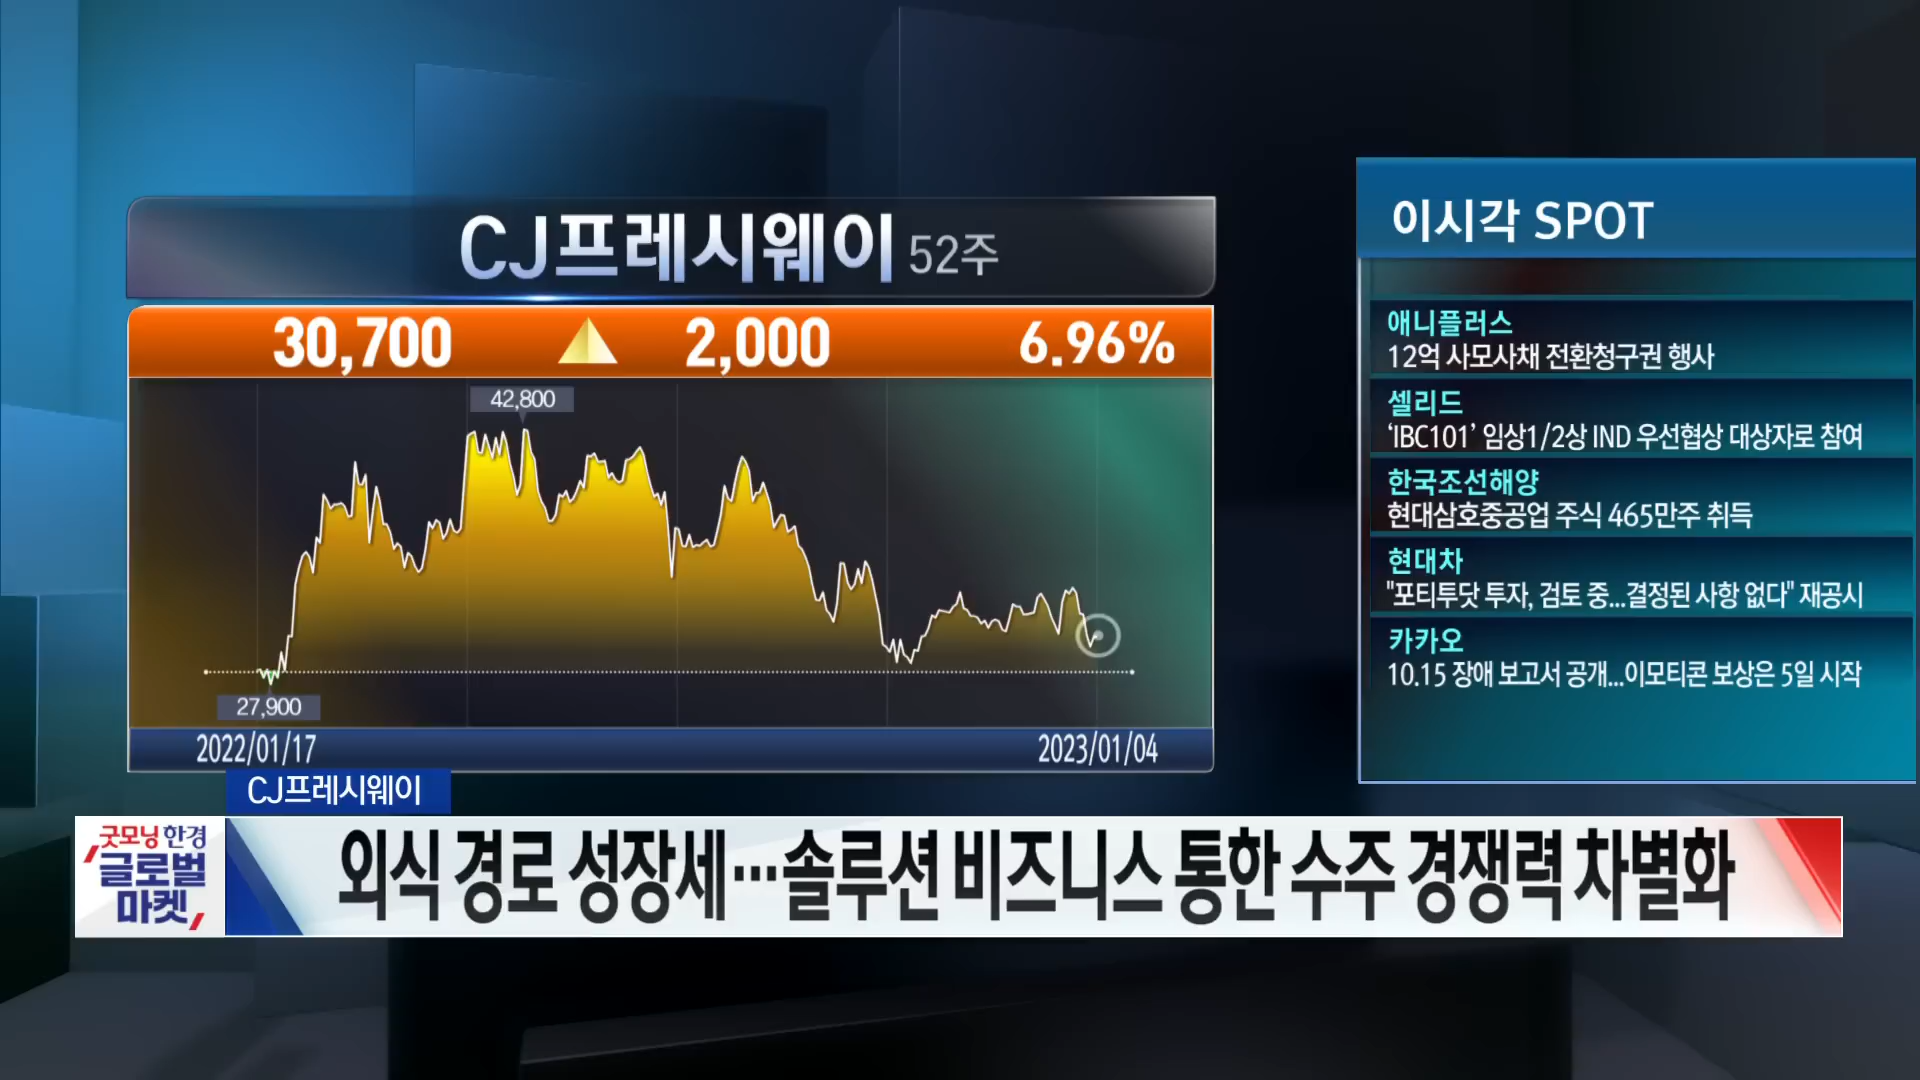 CJ프레시웨이 52주
30,700 ▲ 2,000 6.96%
42,800
27,900
2022/01/17 2023/01/04
이시각 SPOT
애니플러스
12억 사모사채 전환청구권 행사
셀리드
‘IBC101’ 임상1/2상 IND 우선협상 대상자로 참여
한국조선해양
현대삼호중공업 주식 465만주 취득
현대차
"포티투닷 투자, 검토 중...결정된 사항 없다" 재공시
카카오
10.15 장애 보고서 공개...이모티콘 보상은 5일 시작
CJ프레시웨이
굿모닝 한경
글로벌
마켓
외식 경로 성장세…솔루션 비즈니스 통한 수주 경쟁력 차별화